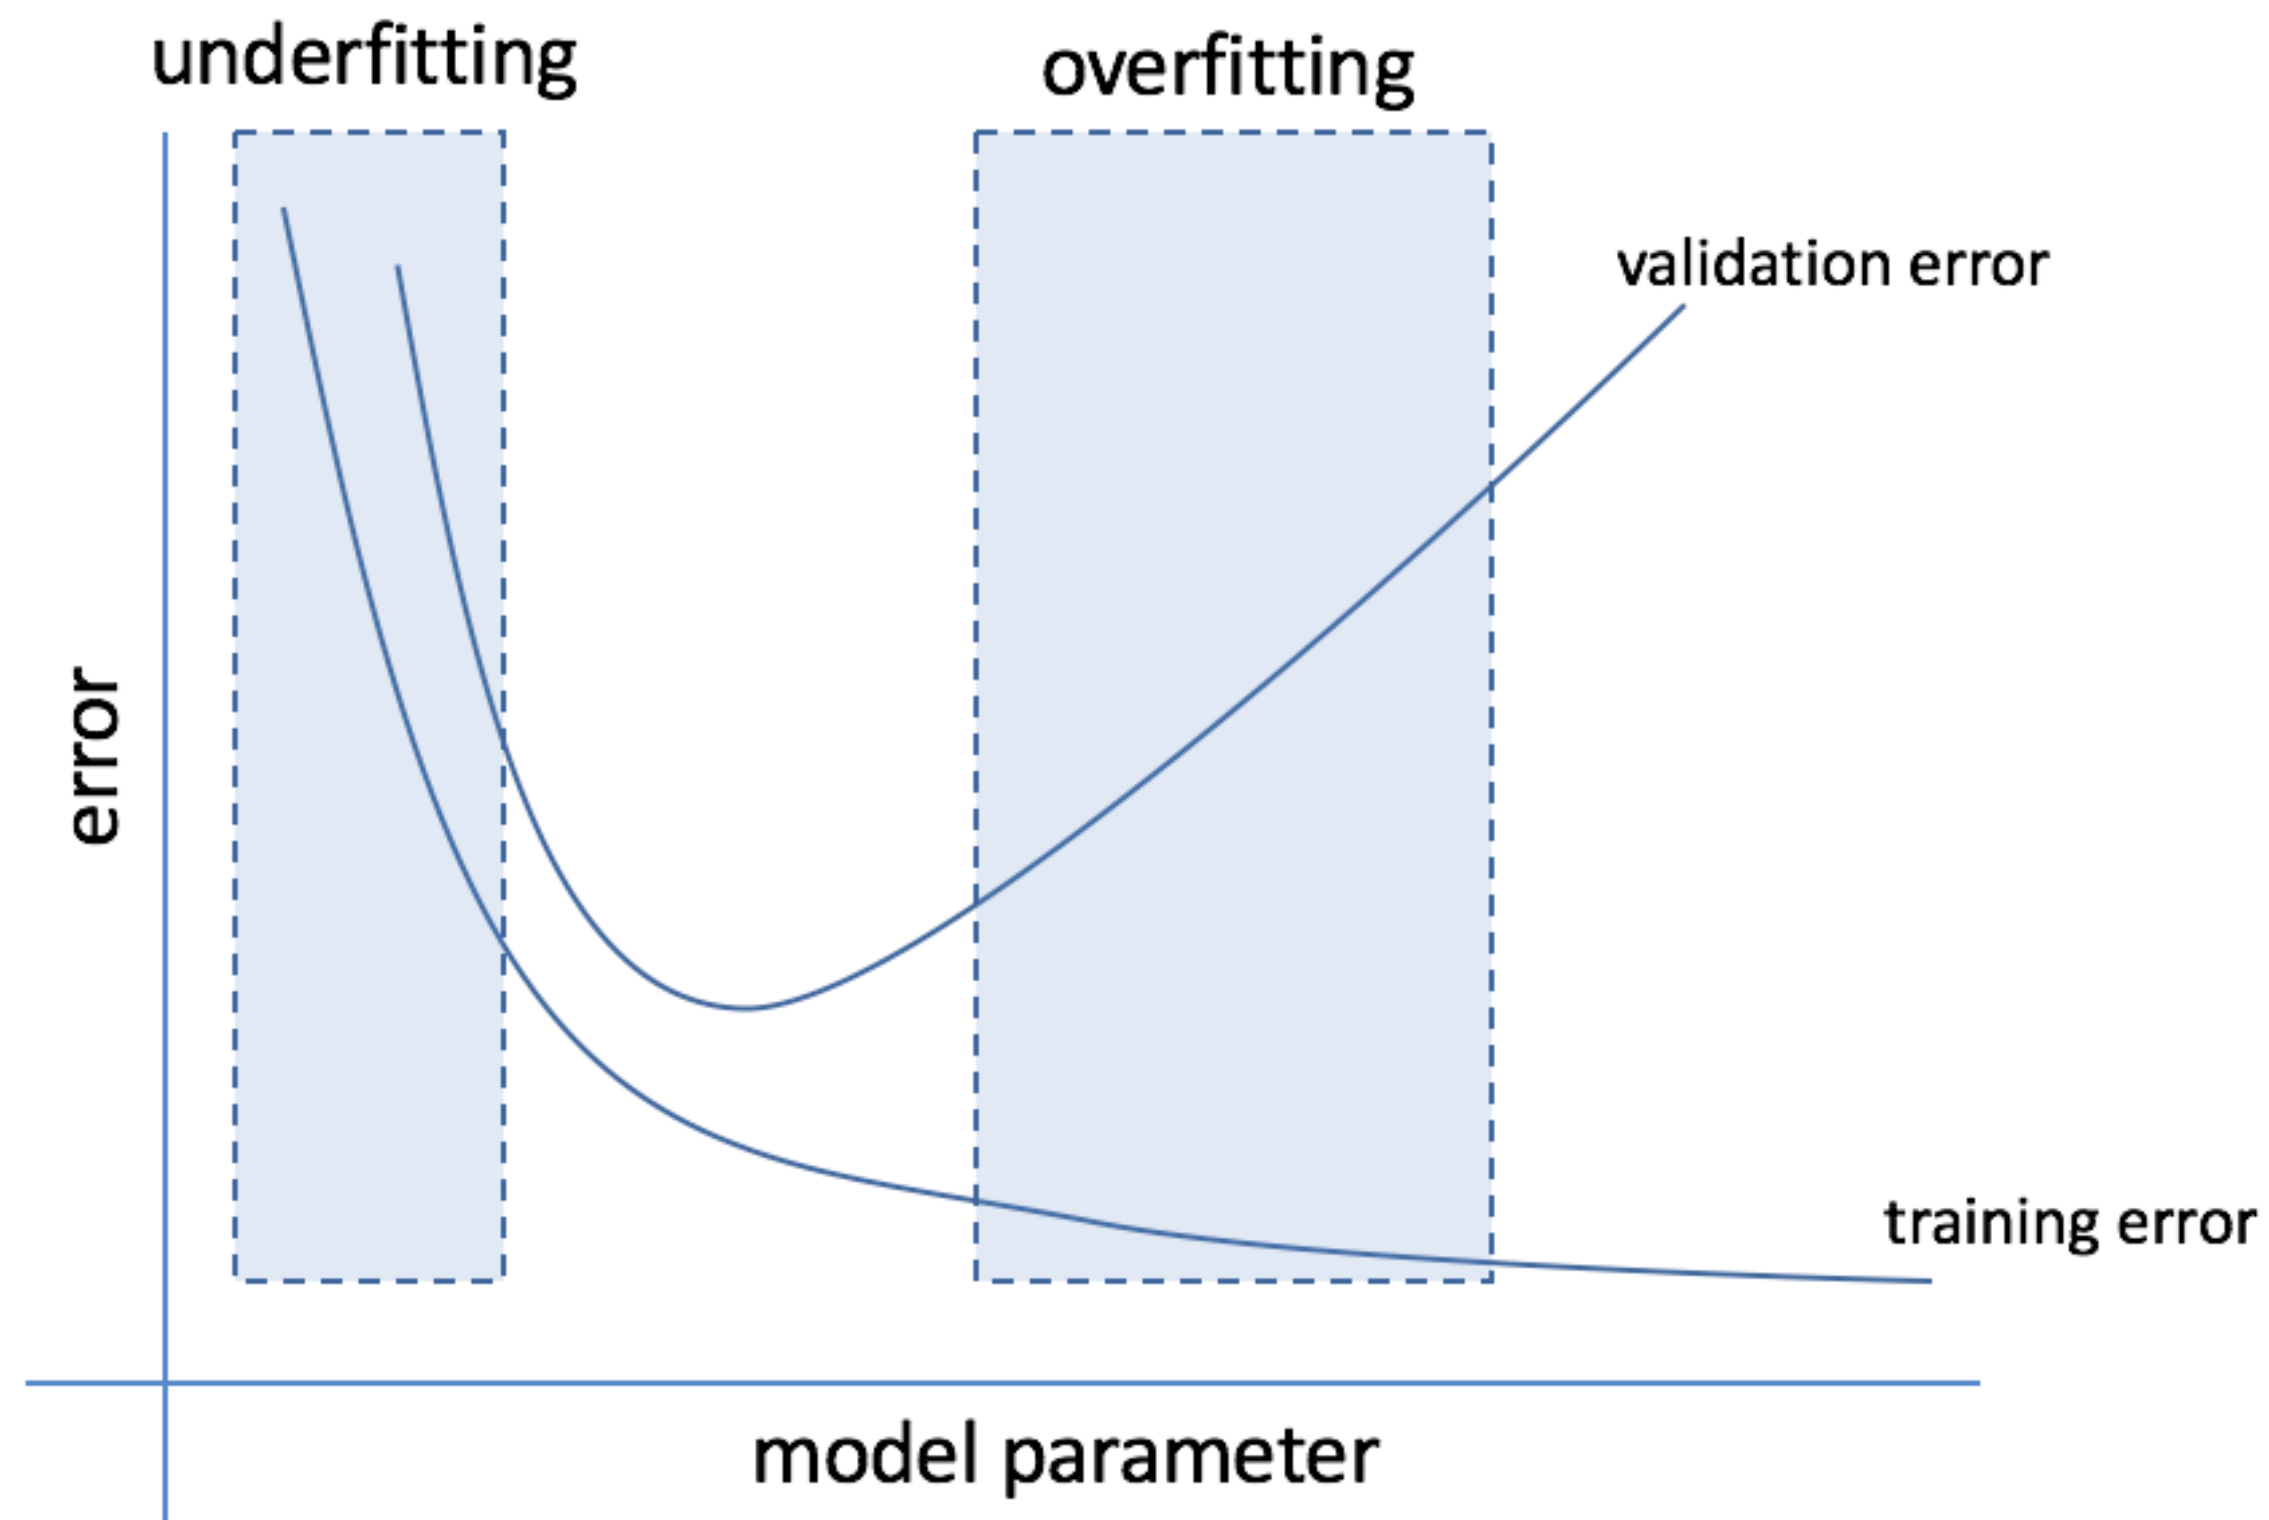 underfitting
overfitting
validation error
error
training error
model parameter